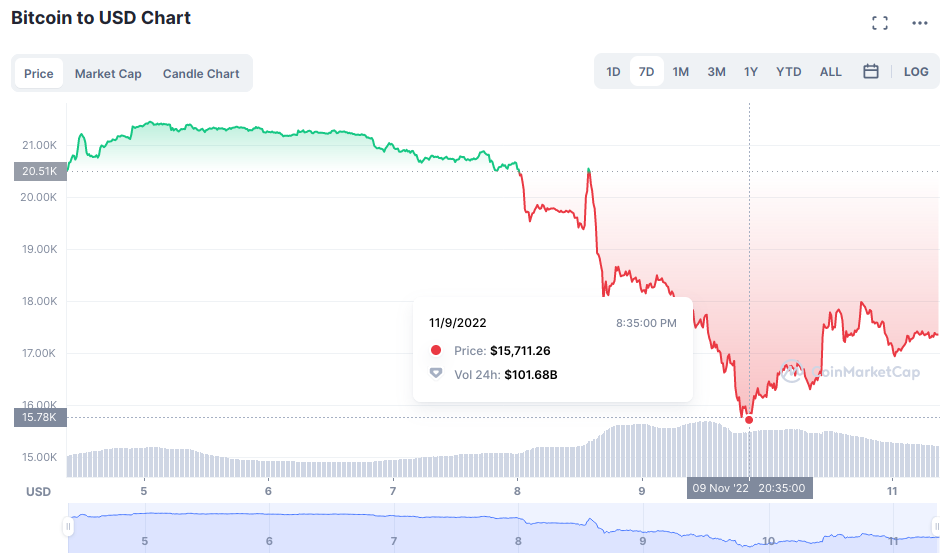 Bitcoin to USD Chart
Price Market Cap Candle Chart
1D 7D 1M 3M 1Y YTD ALL LOG
21.00K
20.51K
20.00K
19.00K
18.00K
11/9/2022 8:35:00 PM
Price: $15,711.26
Vol 24h: $101.68B
17.00K
CoinMarketCap
16.00K
15.78K
15.00K
USD 5 6 7 8 9 09 Nov '22 20:35:00 11
5 6 7 8 9 10 11